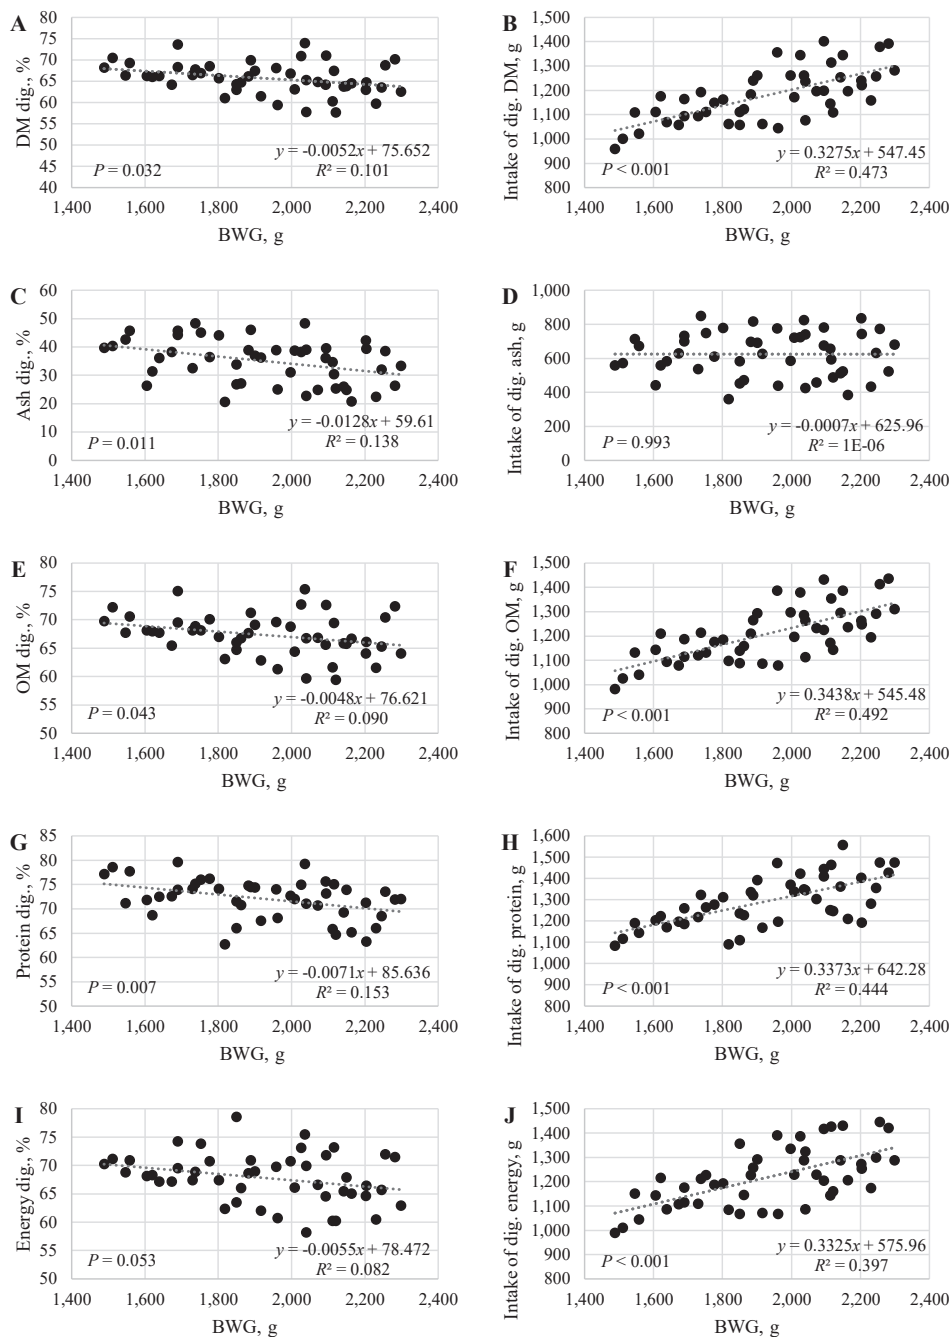 A
DM dig., %
80
75
70
65
60
55
50
45
40
y = -0.0052x + 75.652
P = 0.032
R² = 0.101
1,400 1,600 1,800 2,000 2,200 2,400
BWG, g
B
Intake of dig. DM, g
1,500
1,400
1,300
1,200
1,100
1,000
900
800
y = 0.3275x + 547.45
P < 0.001
R² = 0.473
1,400 1,600 1,800 2,000 2,200 2,400
BWG, g
C
Ash dig., %
60
50
40
30
20
10
0
y = -0.0128x + 59.61
P = 0.011
R² = 0.138
1,400 1,600 1,800 2,000 2,200 2,400
BWG, g
D
Intake of dig. ash, g
1,000
800
600
400
200
0
y = -0.0007x + 625.96
P = 0.993
R² = 1E-06
1,400 1,600 1,800 2,000 2,200 2,400
BWG, g
E
OM dig., %
80
75
70
65
60
55
50
y = -0.0048x + 76.621
P = 0.043
R² = 0.090
1,400 1,600 1,800 2,000 2,200 2,400
BWG, g
F
Intake of dig. OM, g
1,500
1,400
1,300
1,200
1,100
1,000
900
800
y = 0.3438x + 545.48
P < 0.001
R² = 0.492
1,400 1,600 1,800 2,000 2,200 2,400
BWG, g
G
Protein dig., %
85
80
75
70
65
60
55
50
y = -0.0071x + 85.636
P = 0.007
R² = 0.153
1,400 1,600 1,800 2,000 2,200 2,400
BWG, g
H
Intake of dig. protein, g
1,600
1,500
1,400
1,300
1,200
1,100
1,000
900
800
y = 0.3373x + 642.28
P < 0.001
R² = 0.444
1,400 1,600 1,800 2,000 2,200 2,400
BWG, g
I
Energy dig., %
80
75
70
65
60
55
50
y = -0.0055x + 78.472
P = 0.053
R² = 0.082
1,400 1,600 1,800 2,000 2,200 2,400
BWG, g
J
Intake of dig. energy, g
1,500
1,400
1,300
1,200
1,100
1,000
900
800
y = 0.3325x + 575.96
P < 0.001
R² = 0.397
1,400 1,600 1,800 2,000 2,200 2,400
BWG, g